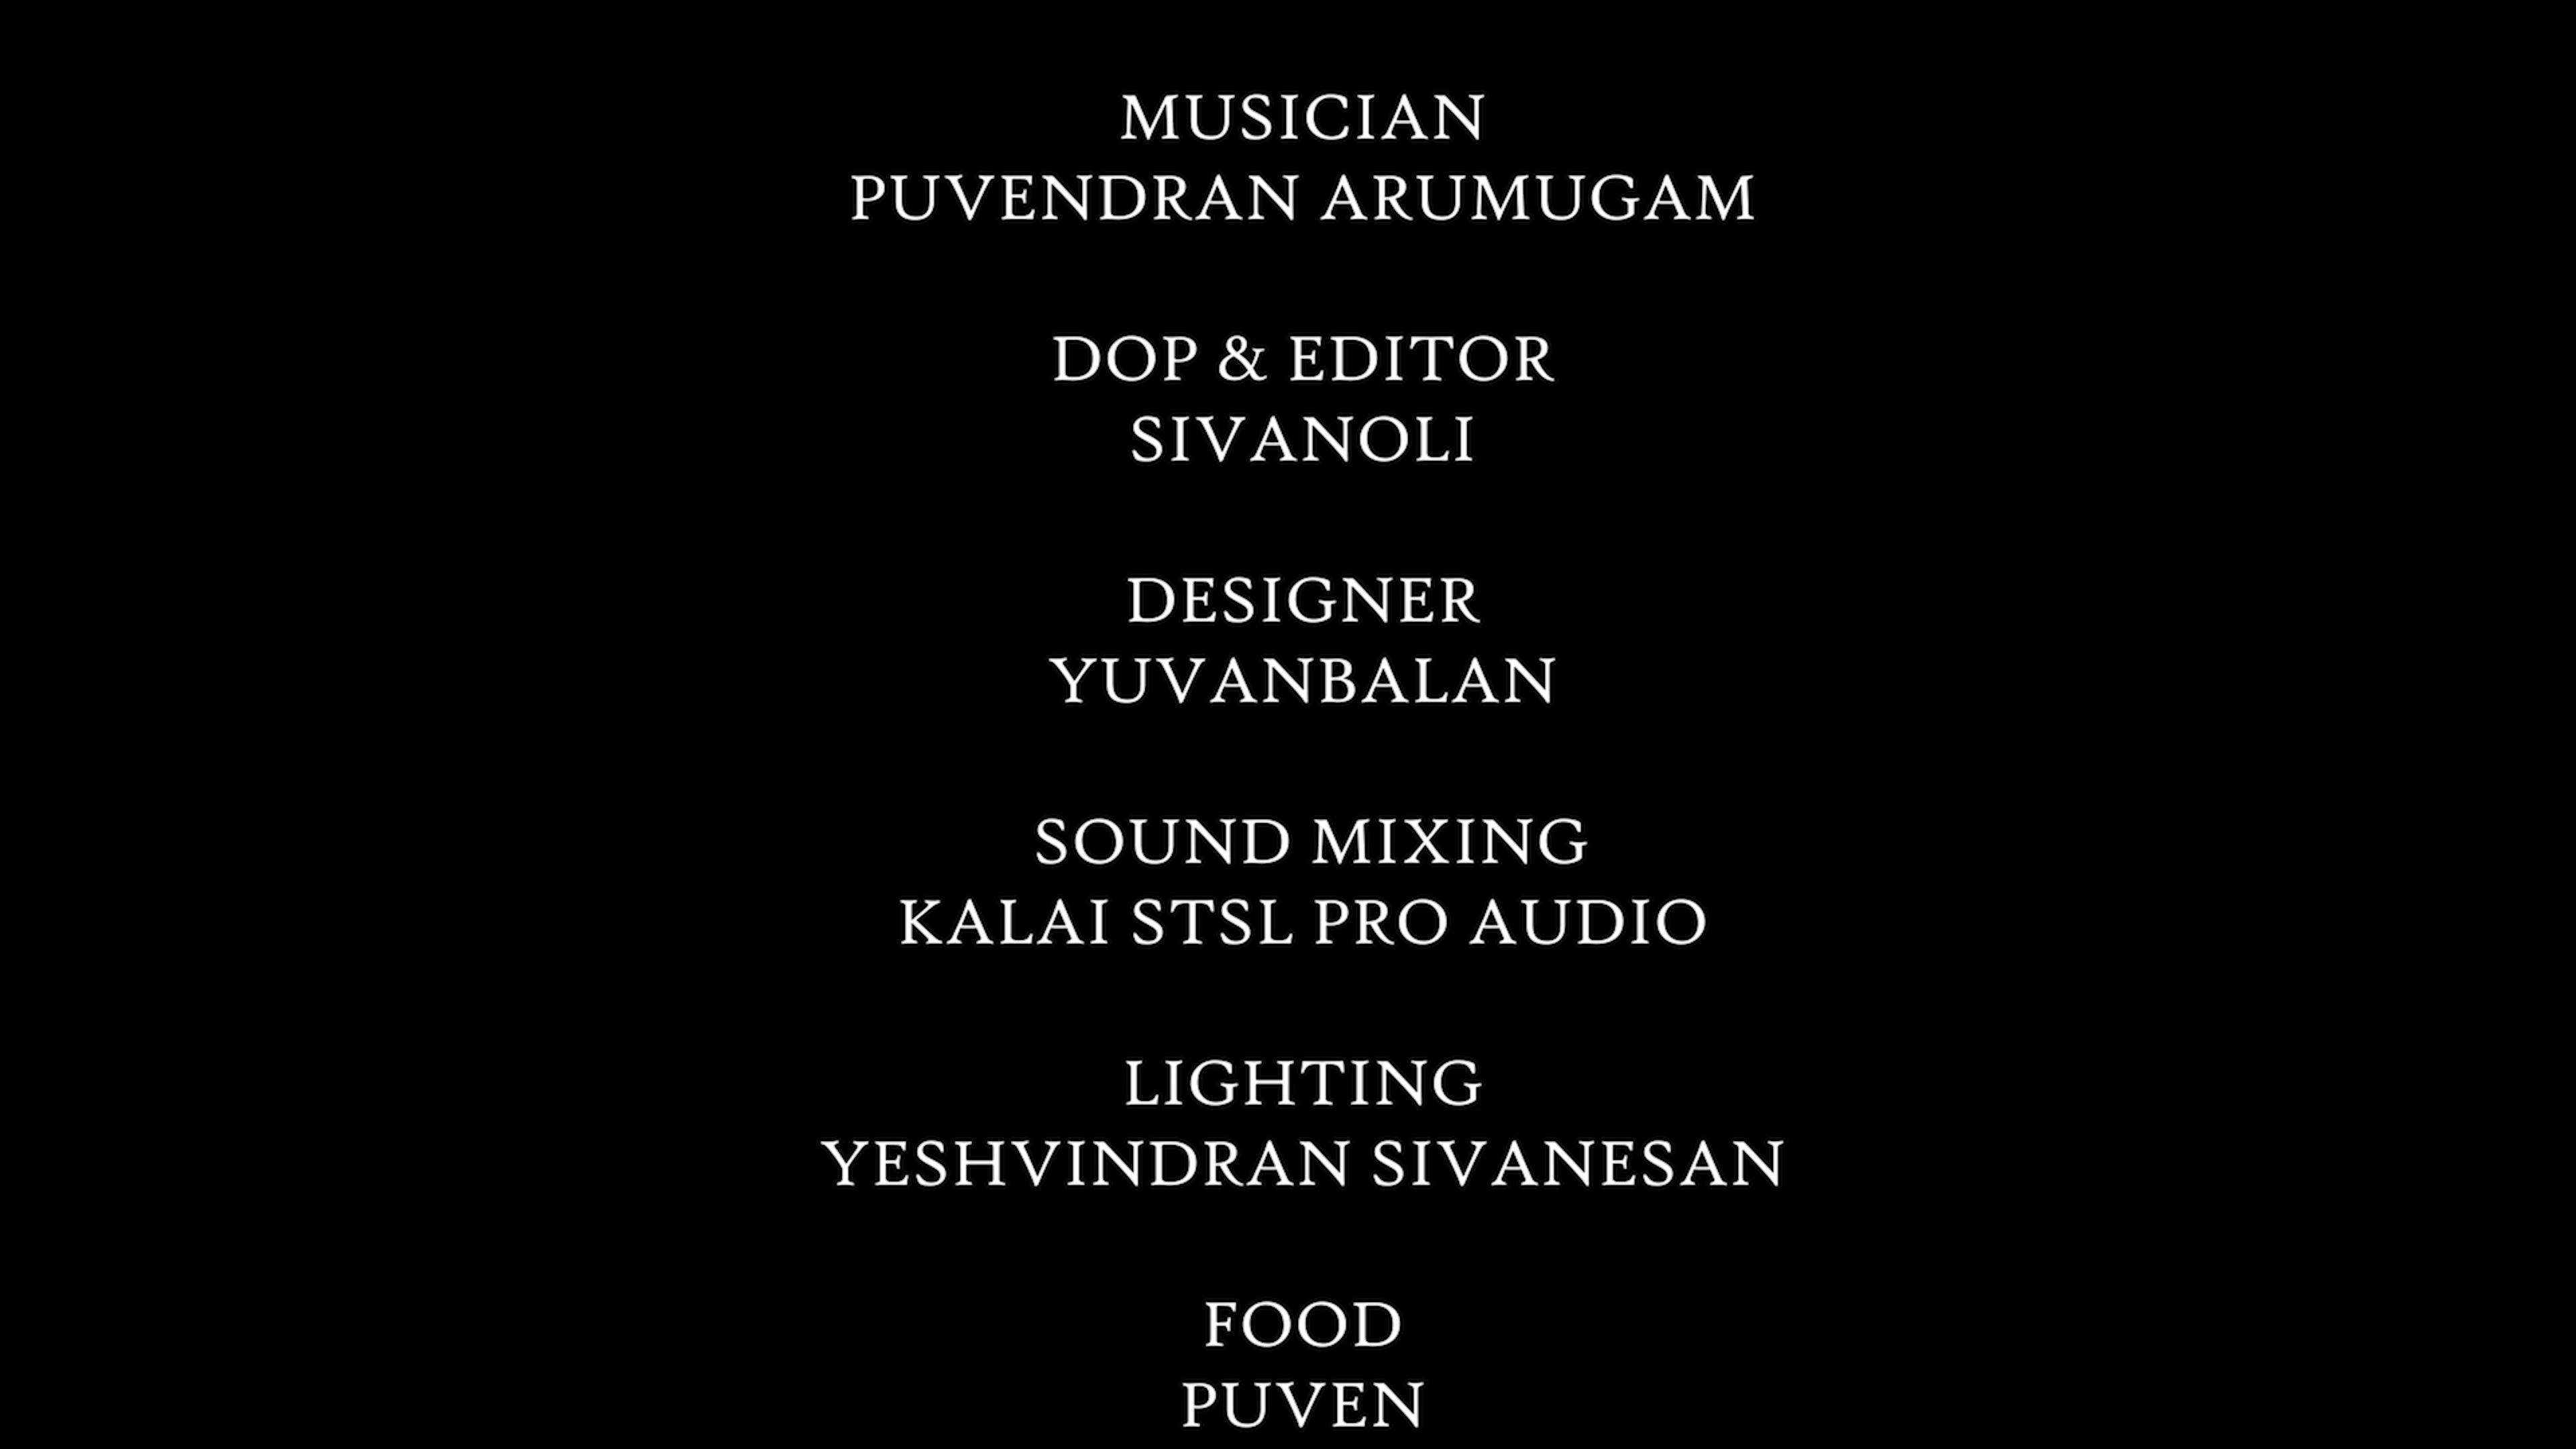 MUSICIAN
PUVENDRAN ARUMUGAM
DOP & EDITOR
SIVANOLI
DESIGNER
YUVANBALAN
SOUND MIXING
KALAI STSL PRO AUDIO
LIGHTING
YESHVINDRAN SIVANESAN
FOOD
PUVEN